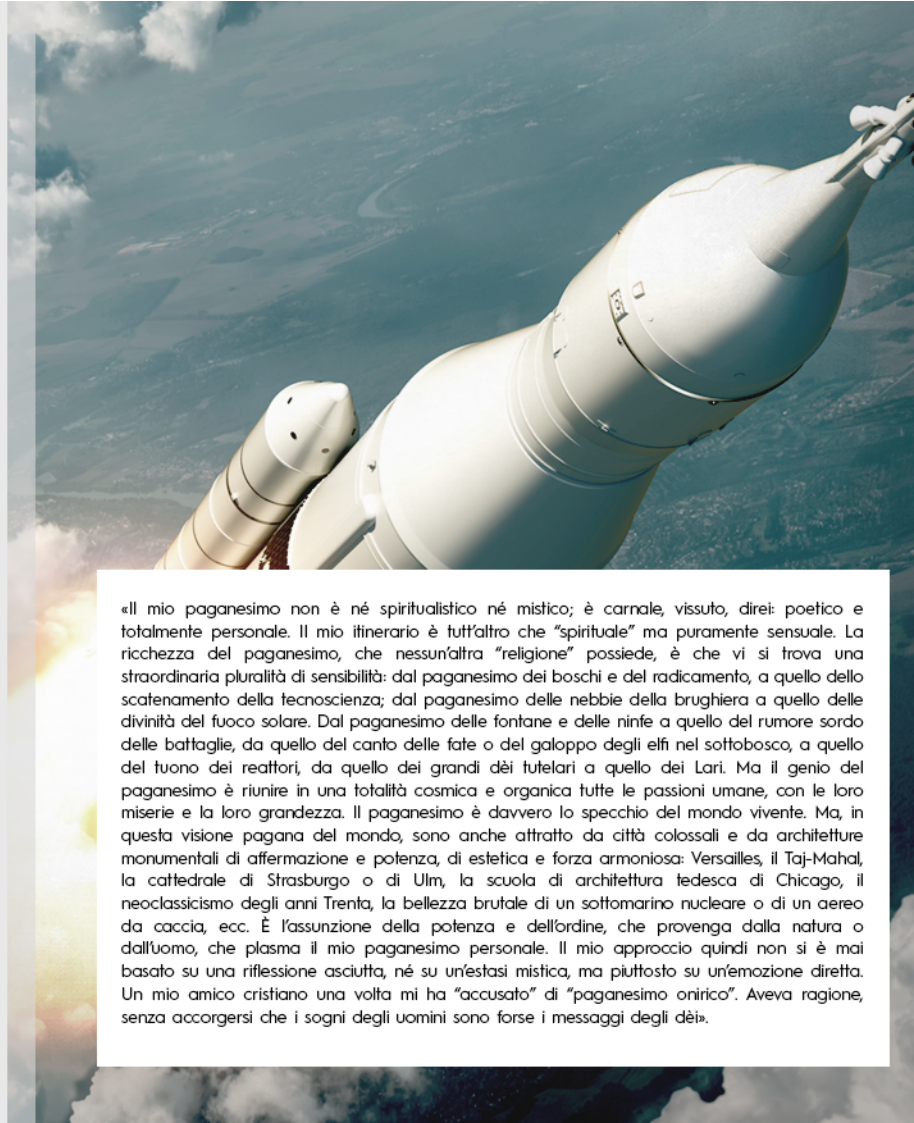 «Il mio paganesimo non è né spiritualistico né mistico; è carnale, vissuto, direi: poetico e
totalmente personale. Il mio itinerario è tutt'altro che "spirituale" ma puramente sensuale. La
ricchezza del paganesimo, che nessun'altra "religione" possiede, è che vi si trova una
straordinaria pluralità di sensibilità: dal paganesimo dei boschi e del radicamento, a quello dello
scatenamento della tecnoscienza; dal paganesimo delle nebbie della brughiera a quello delle
divinità del fuoco solare. Dal paganesimo delle fontane e delle ninfe a quello del rumore sordo
delle battaglie, da quello del canto delle fate o del galoppo degli elfi nel sottobosco, a quello
del tuono dei reattori, da quello dei grandi dèi tutelari a quello dei Lari. Ma il genio del
paganesimo è riunire in una totalità cosmica e organica tutte le passioni umane, con le loro
miserie e la loro grandezza. Il paganesimo è davvero lo specchio del mondo vivente. Ma, in
questa visione pagana del mondo, sono anche attratto da città colossali e da architetture
monumentali di affermazione e potenza, di estetica e forza armoniosa: Versailles, il Taj-Mahal,
la cattedrale di Strasburgo o di Ulm, la scuola di architettura tedesca di Chicago, il
neoclassicismo degli anni Trenta, la bellezza brutale di un sottomarino nucleare o di un aereo
da caccia, ecc. È l'assunzione della potenza e dell'ordine, che provenga dalla natura o
dall'uomo, che plasma il mio paganesimo personale. Il mio approccio quindi non si è mai
basato su una riflessione asciutta, né su un'estasi mistica, ma piuttosto su un'emozione diretta.
Un mio amico cristiano una volta mi ha "accusato" di "paganesimo onirico". Aveva ragione,
senza accorgersi che i sogni degli uomini sono forse i messaggi degli dèi».